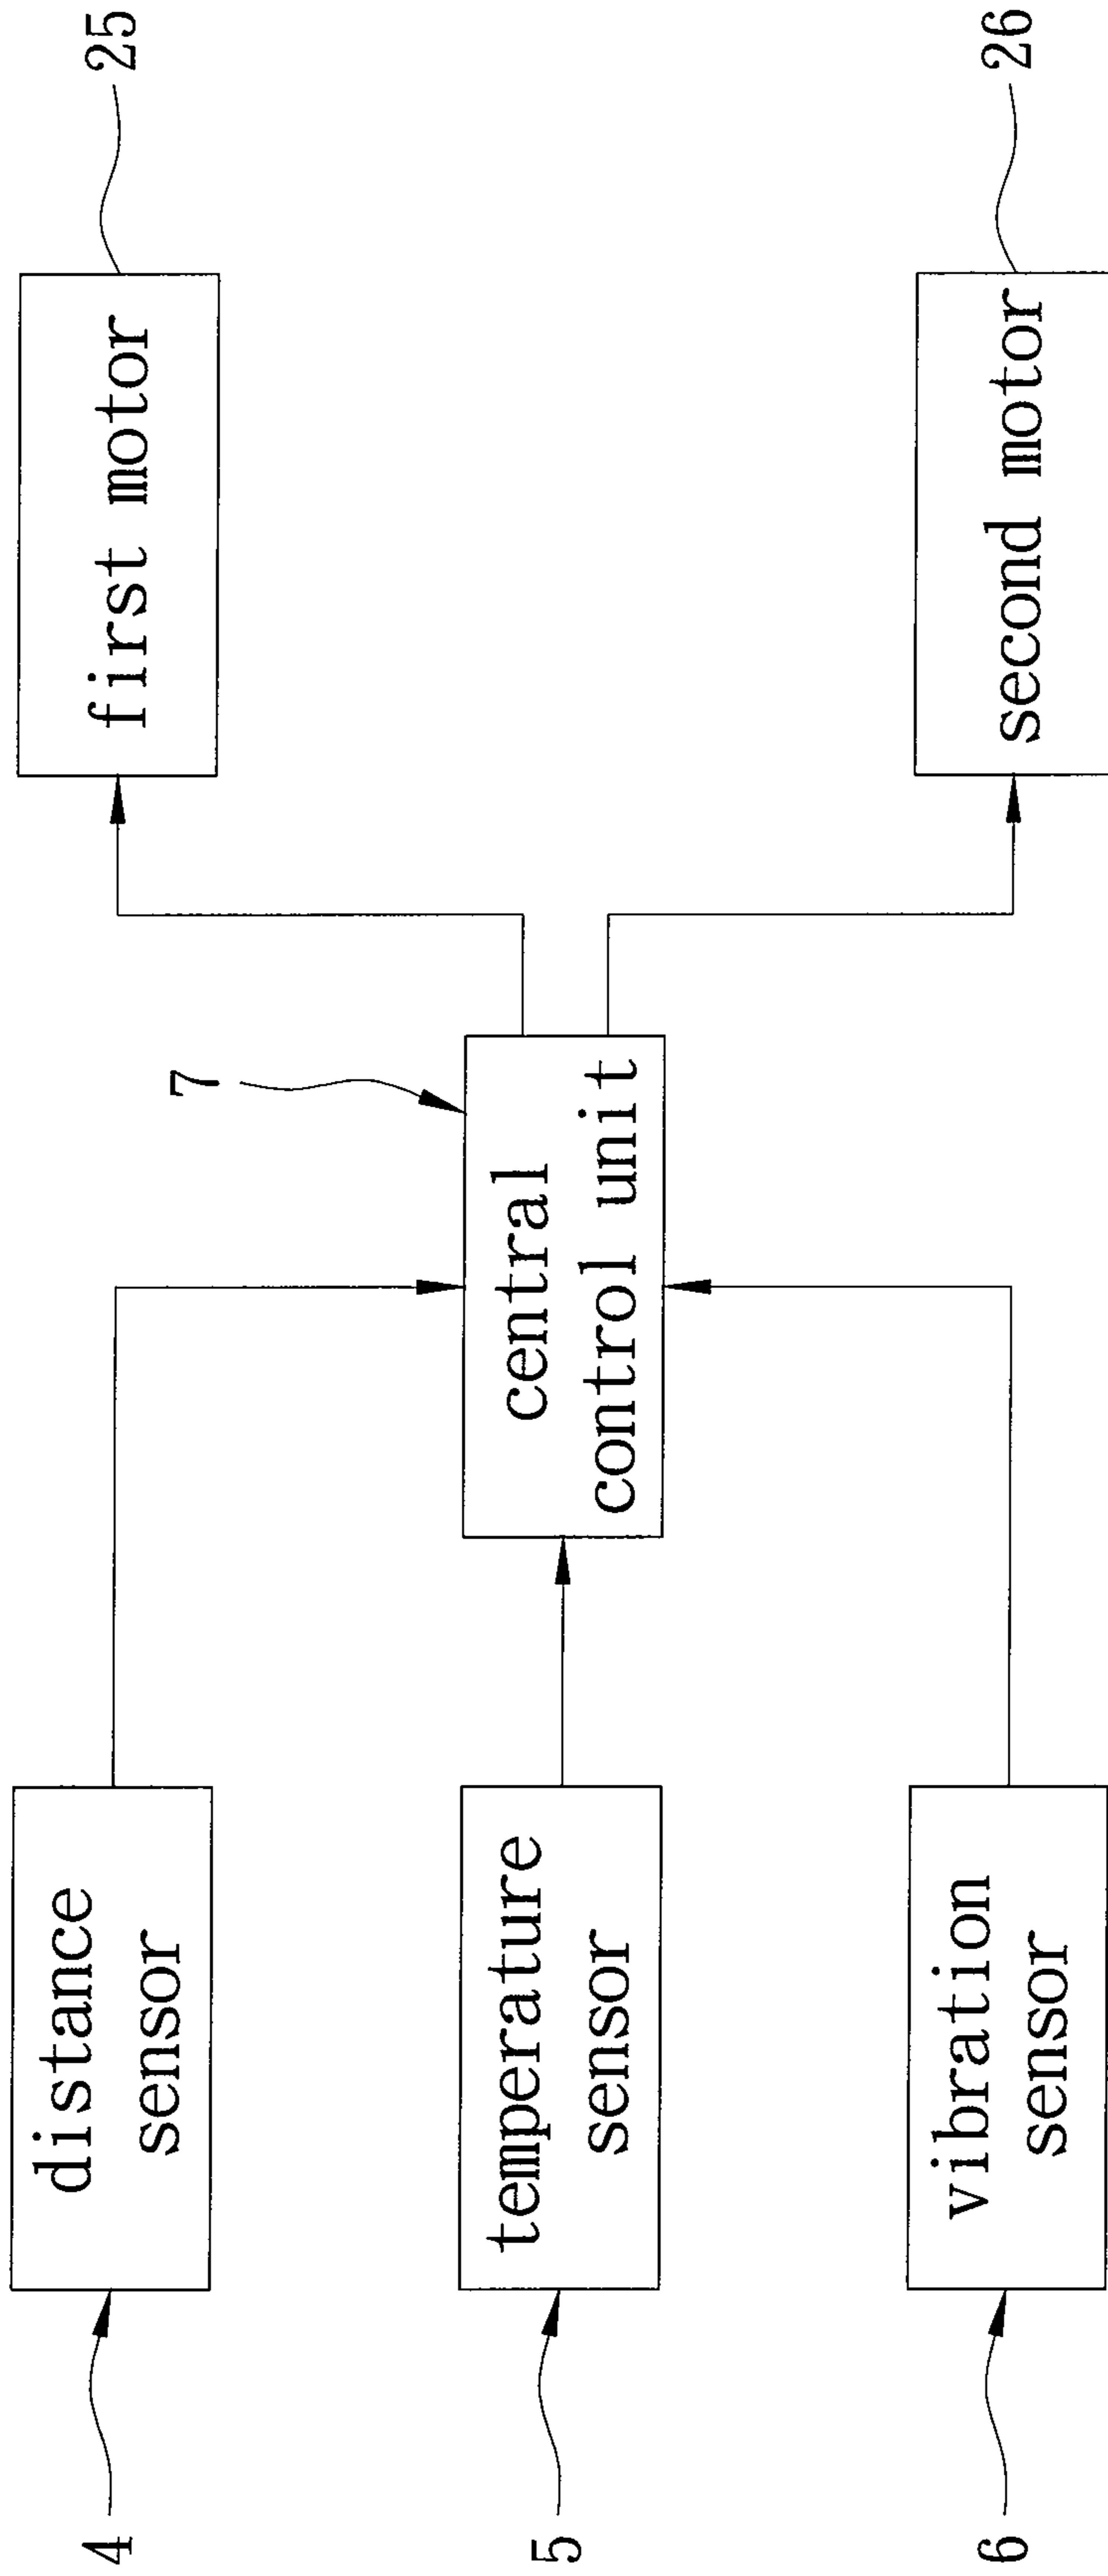 4
distance
sensor
5
temperature
sensor
6
vibration
sensor
7
central
control unit
first motor
25
second motor
26